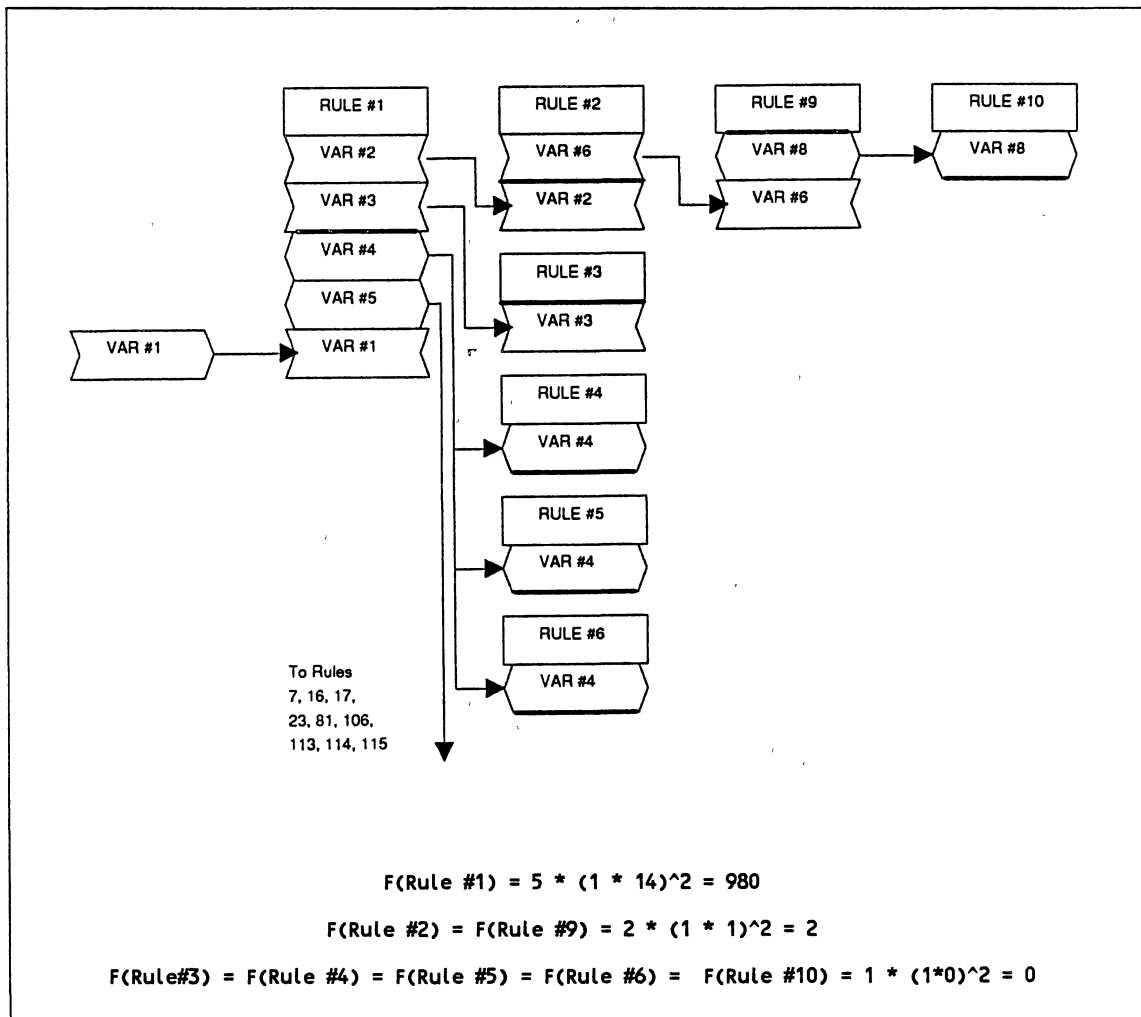 RULE #1
VAR #2
VAR #3
VAR #4
VAR #5
VAR #1
VAR #1
RULE #2
VAR #6
VAR #2
RULE #3
VAR #3
RULE #4
VAR #4
RULE #5
VAR #4
RULE #6
VAR #4
RULE #9
VAR #8
VAR #6
RULE #10
VAR #8
To Rules
7, 16, 17,
23, 81, 106,
113, 114, 115
F(Rule #1) = 5 * (1 * 14)^2 = 980
F(Rule #2) = F(Rule #9) = 2 * (1 * 1)^2 = 2
F(Rule#3) = F(Rule #4) = F(Rule #5) = F(Rule #6) = F(Rule #10) = 1 * (1*0)^2 = 0